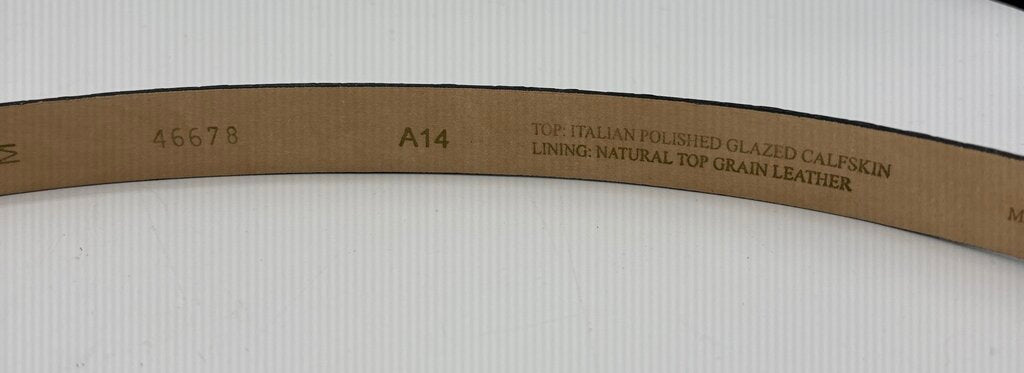 M
46678
A14
TOP: ITALIAN POLISHED GLAZED CALFSKIN
LINING: NATURAL TOP GRAIN LEATHER
M